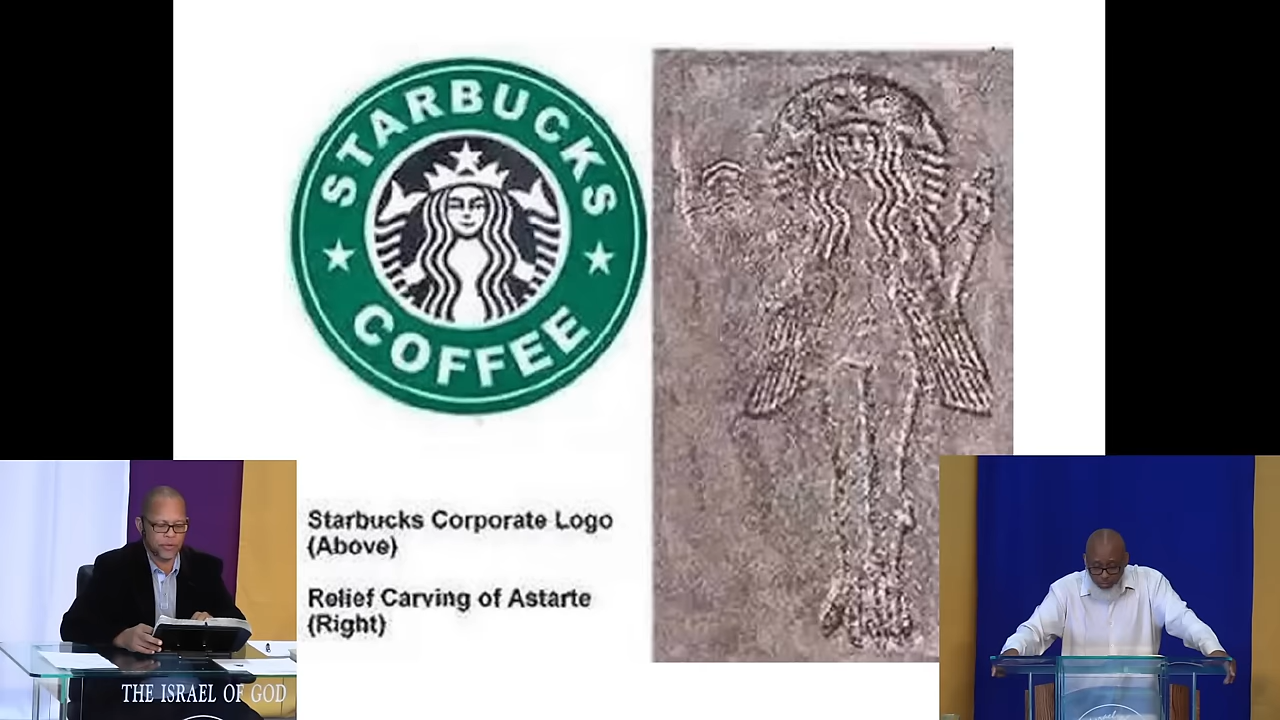 STARBUCKS
COFFEE
Starbucks Corporate Logo
(Above)
Relief Carving of Astarte
(Right)
THE ISRAEL OF GOD